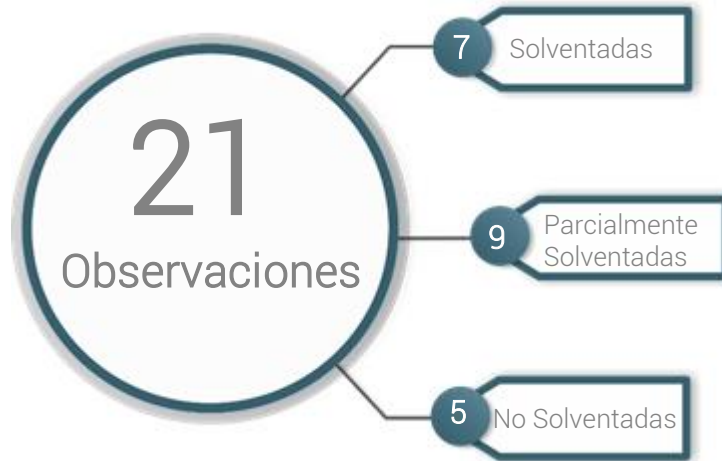 21
Observaciones
7
Solventadas
9
Parcialmente
Solventadas
5
No Solventadas